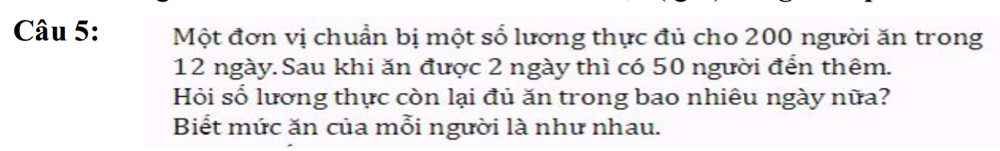 Câu 5:
Một đơn vị chuẩn bị một số lương thực đủ cho 200 người ăn trong
12 ngày. Sau khi ăn được 2 ngày thì có 50 người đến thêm.
Hỏi số lương thực còn lại đủ ăn trong bao nhiêu ngày nữa?
Biết mức ăn của mỗi người là như nhau.